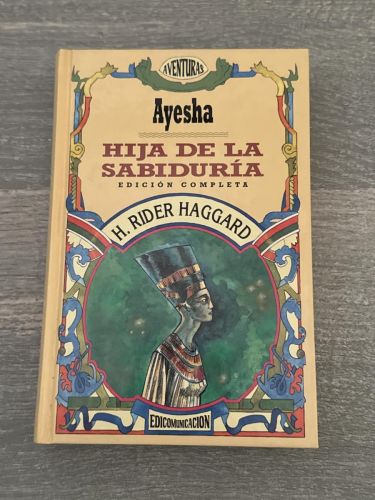 AVENTURAS
Ayesha
HIJA DE LA
SABIDURÍA
EDICIÓN COMPLETA
H. RIDER HAGGARD
EDICOMUNICACION